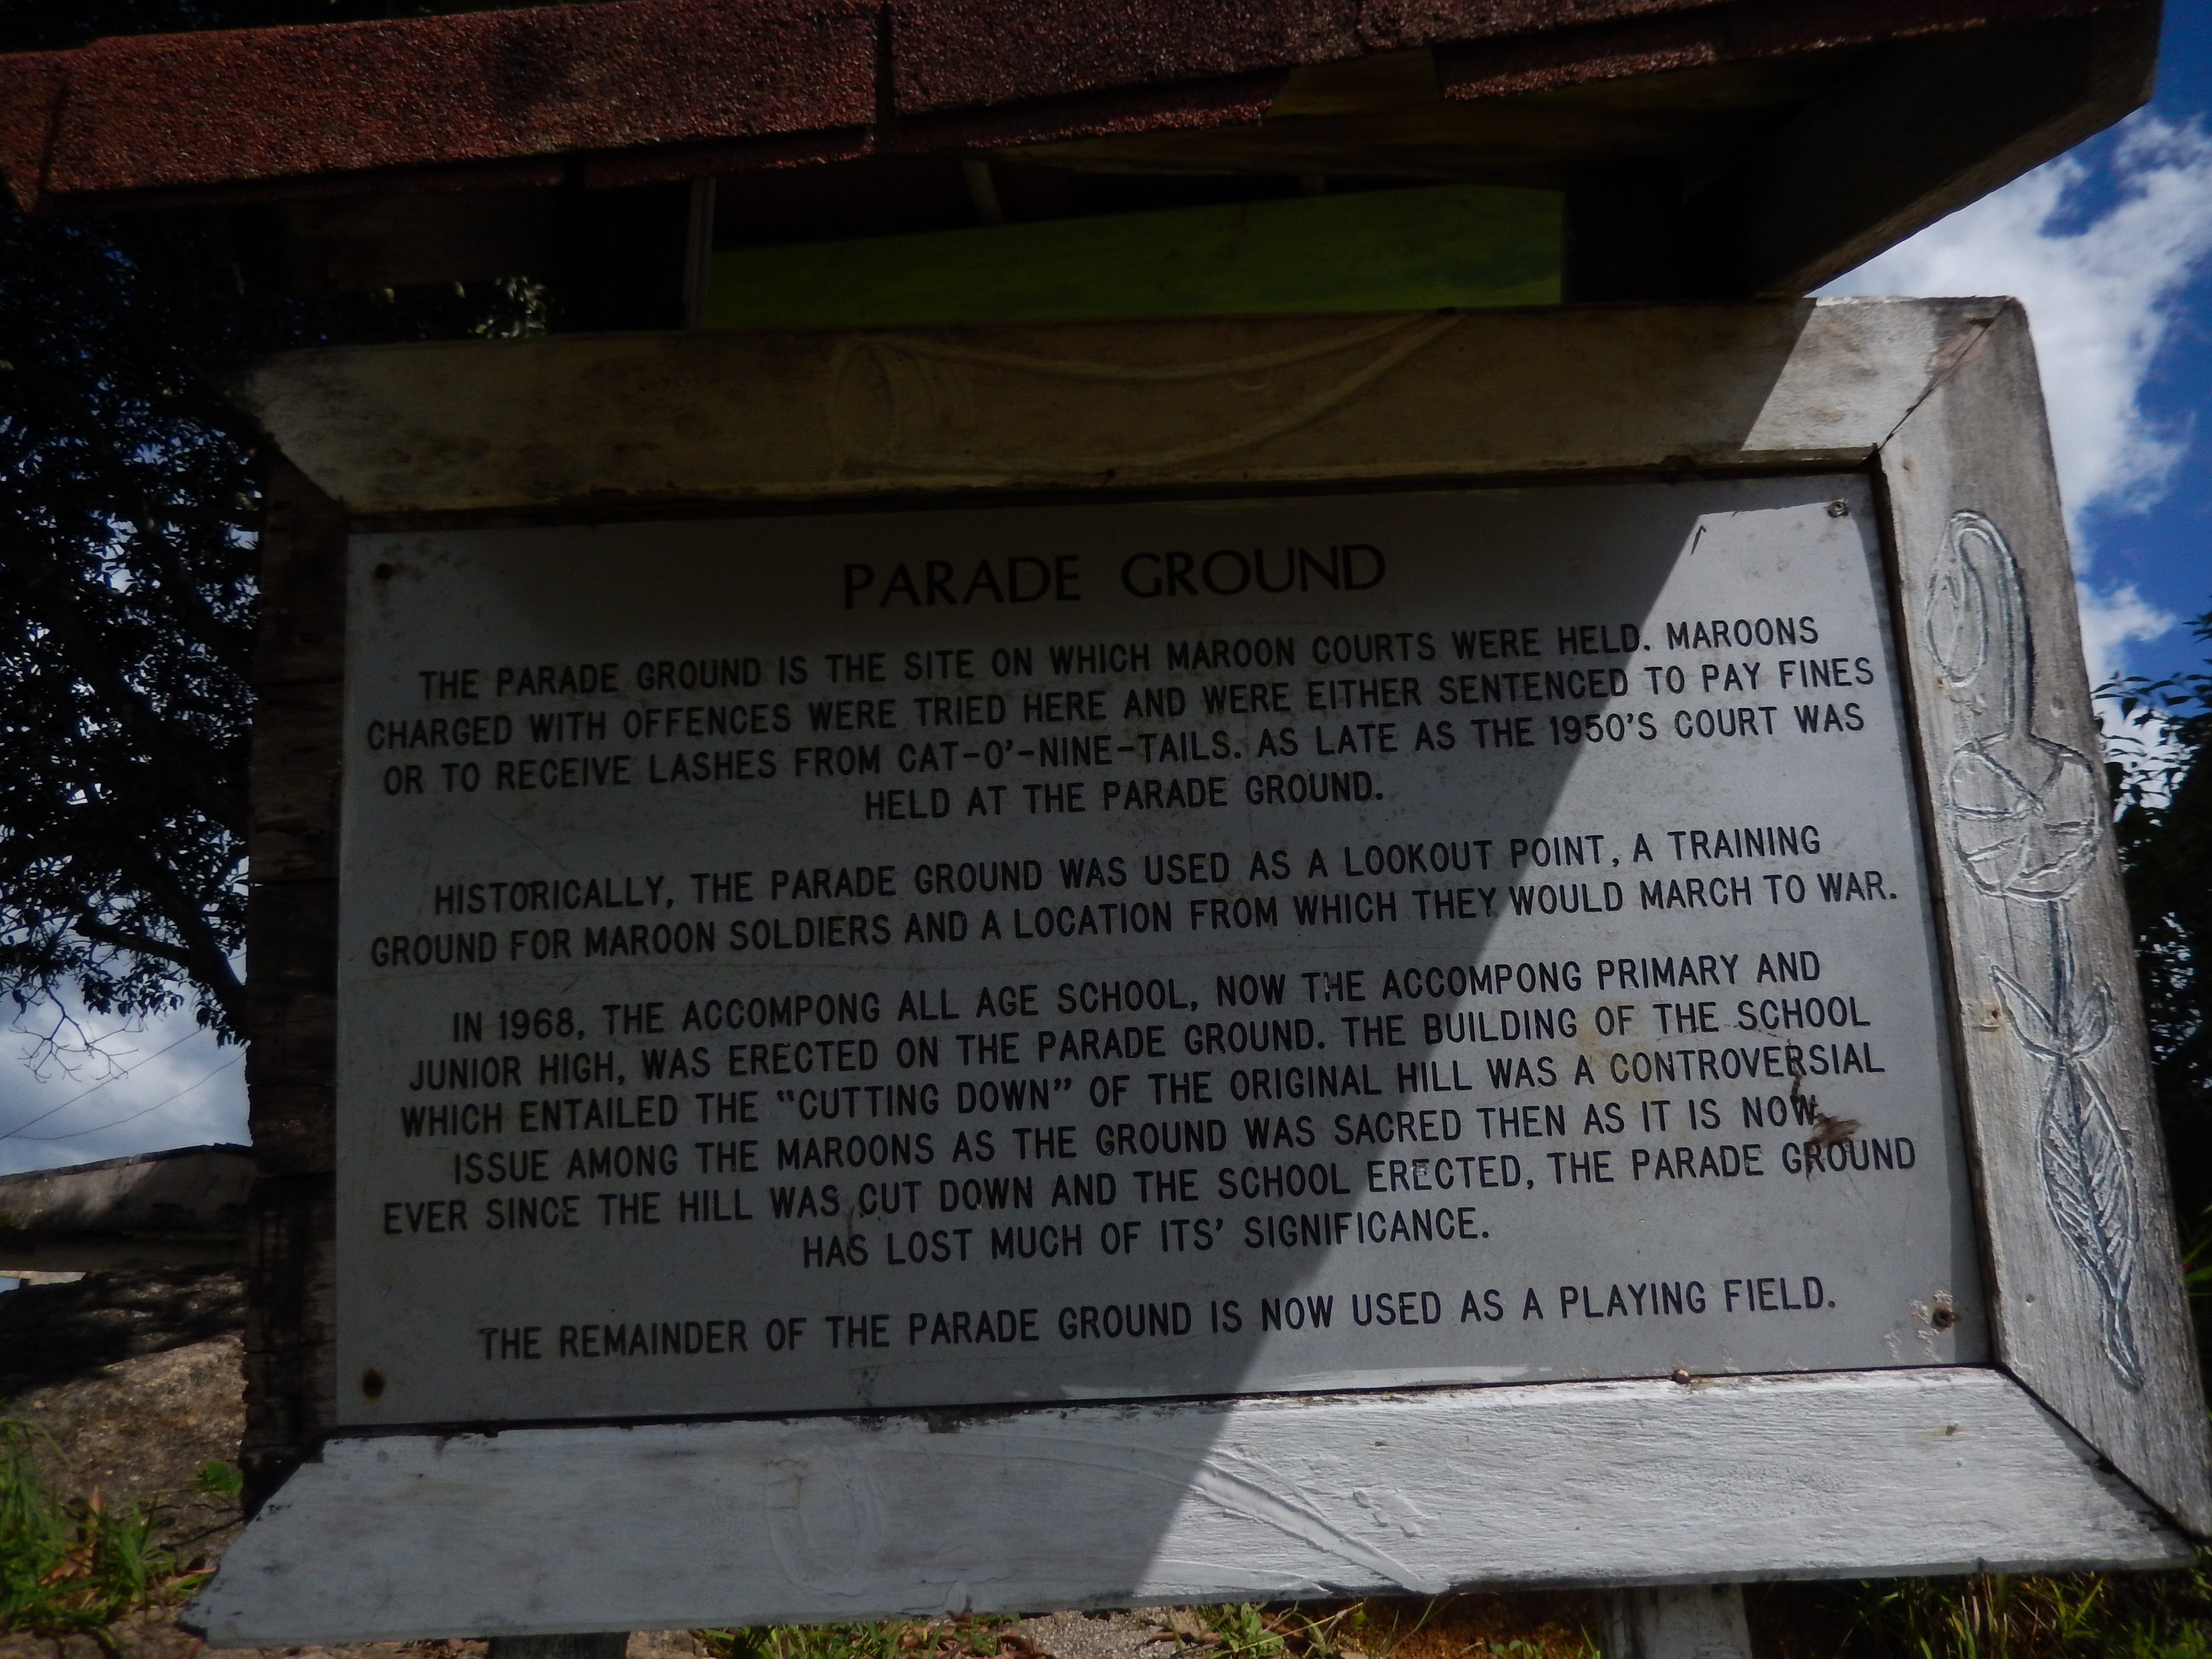 PARADE GROUND
THE PARADE GROUND IS THE SITE ON WHICH MAROON COURTS WERE HELD. MAROONS
CHARGED WITH OFFENCES WERE TRIED HERE AND WERE EITHER SENTENCED TO PAY FINES
OR TO RECEIVE LASHES FROM CAT-O'-NINE-TAILS. AS LATE AS THE 1950'S COURT WAS
HELD AT THE PARADE GROUND.
HISTORICALLY, THE PARADE GROUND WAS USED AS A LOOKOUT POINT, A TRAINING
GROUND FOR MAROON SOLDIERS AND A LOCATION FROM WHICH THEY WOULD MARCH TO WAR.
IN 1968, THE ACCOMPONG ALL AGE SCHOOL, NOW THE ACCOMPONG PRIMARY AND
JUNIOR HIGH, WAS ERECTED ON THE PARADE GROUND. THE BUILDING OF THE SCHOOL
WHICH ENTAILED THE "CUTTING DOWN" OF THE ORIGINAL HILL WAS A CONTROVERSIAL
ISSUE AMONG THE MAROONS AS THE GROUND WAS SACRED THEN AS IT IS NOW.
EVER SINCE THE HILL WAS CUT DOWN AND THE SCHOOL ERECTED, THE PARADE GROUND
HAS LOST MUCH OF ITS' SIGNIFICANCE.
THE REMAINDER OF THE PARADE GROUND IS NOW USED AS A PLAYING FIELD.